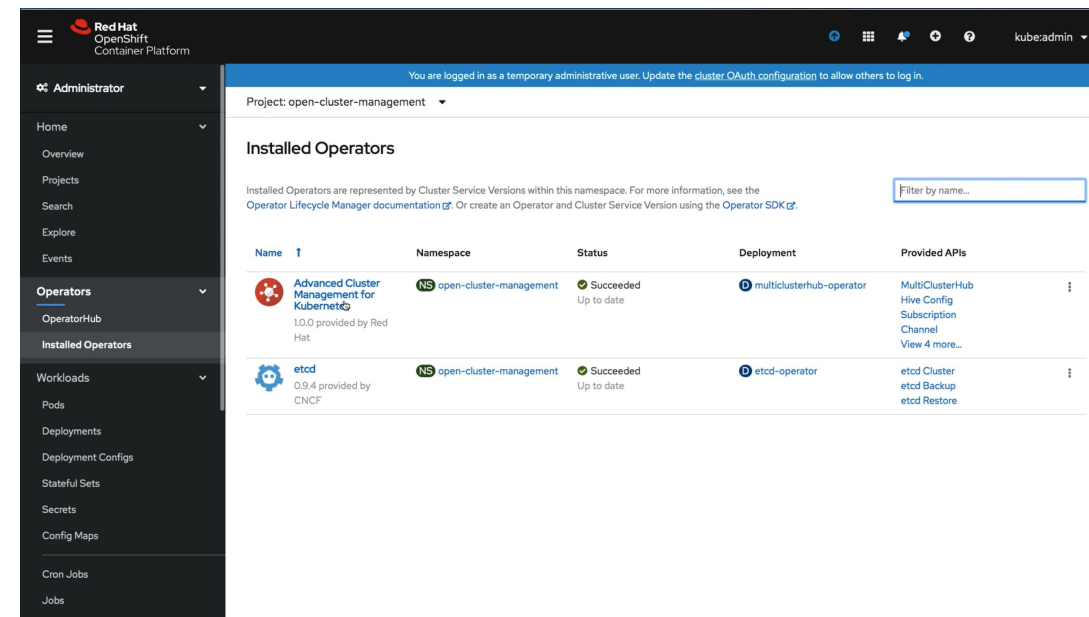 Red Hat
OpenShift
Container Platform
kube:admin
You are logged in as a temporary administrative user. Update the cluster OAuth configuration to allow others to log in.
Administrator
Project: open-cluster-management
Home
Overview
Projects
Search
Explore
Events
Operators
OperatorHub
Installed Operators
Workloads
Pods
Deployments
Deployment Configs
Stateful Sets
Secrets
Config Maps
Cron Jobs
Jobs
Installed Operators
Installed Operators are represented by Cluster Service Versions within this namespace. For more information, see the
Operator Lifecycle Manager documentation. Or create an Operator and Cluster Service Version using the Operator SDK.
Filter by name...
Name Namespace Status Deployment Provided APIs
Advanced Cluster
Management for
Kubernetes
1.0.0 provided by Red
Hat
NS open-cluster-management
Succeeded
Up to date
D multiclusterhub-operator
MultiClusterHub
Hive Config
Subscription
Channel
View 4 more...
etcd
0.9.4 provided by
CNCF
NS open-cluster-management
Succeeded
Up to date
D etcd-operator
etcd Cluster
etcd Backup
etcd Restore